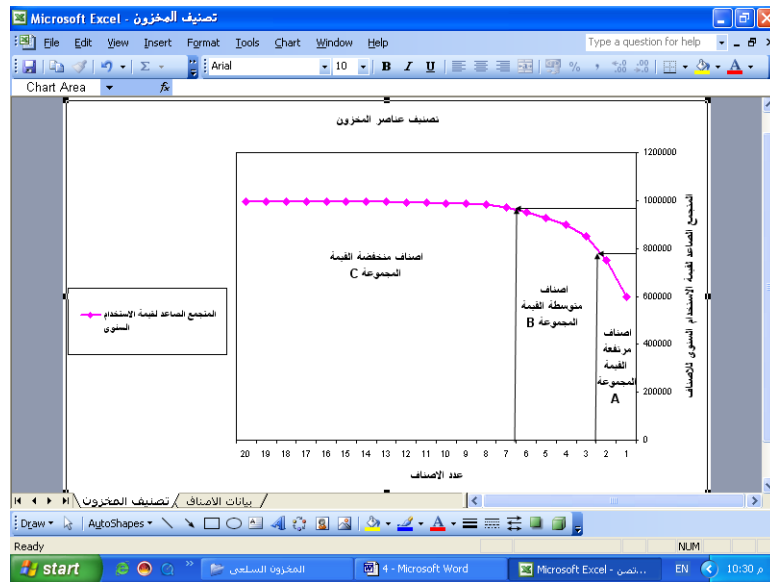 Microsoft Excel - تصنيف المخزون
File Edit View Insert Format Tools Chart Window Help
Type a question for help
Arial 10 B I U
Chart Area fx
تصنيف عناصر المخزون
1200000
1000000
800000
600000
400000
200000
0
المتجمع الصاعد لقيمة الاستخدام السنوى للاصناف
اصناف منخفضة القيمة
المجموعة C
اصناف
متوسطة القيمة
المجموعة B
اصناف
مرتفعة
القيمة
المجموعة
A
المتجمع الصاعد لقيمة الاستخدام
السنوى
20 19 18 17 16 15 14 13 12 11 10 9 8 7 6 5 4 3 2 1
عدد الاصناف
تصنيف المخزون / بيانات الاصناف
Draw AutoShapes
Ready NUM
start المخزون السلعى 4 - Microsoft Word Microsoft Excel - تصن... EN 10:30 م